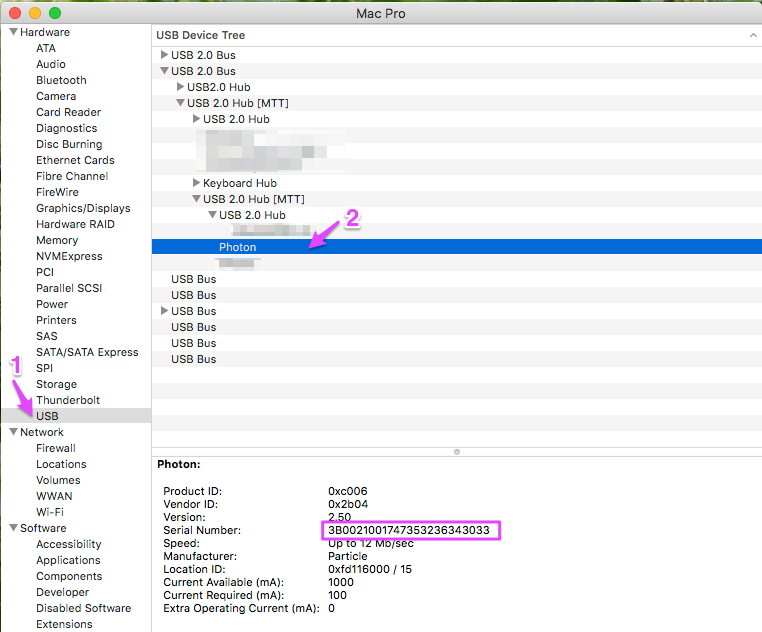 Mac Pro
Hardware
ATA
Audio
Bluetooth
Camera
Card Reader
Diagnostics
Disc Burning
Ethernet Cards
Fibre Channel
FireWire
Graphics/Displays
Hardware RAID
Memory
NVMExpress
PCI
Parallel SCSI
Power
Printers
SAS
SATA/SATA Express
SPI
Storage
Thunderbolt
1
USB
Network
Firewall
Locations
Volumes
WWAN
Wi-Fi
Software
Accessibility
Applications
Components
Developer
Disabled Software
Extensions
USB Device Tree
USB 2.0 Bus
USB 2.0 Bus
USB2.0 Hub
USB 2.0 Hub [MTT]
USB 2.0 Hub
Keyboard Hub
USB 2.0 Hub [MTT]
USB 2.0 Hub
2
Photon
USB Bus
USB Bus
USB Bus
USB Bus
USB Bus
USB Bus
Photon:
Product ID: 0xc006
Vendor ID: 0x2b04
Version: 2.50
Serial Number: 3B0021001747353236343033
Speed: Up to 12 Mb/sec
Manufacturer: Particle
Location ID: 0xfd116000 / 15
Current Available (mA): 1000
Current Required (mA): 100
Extra Operating Current (mA): 0